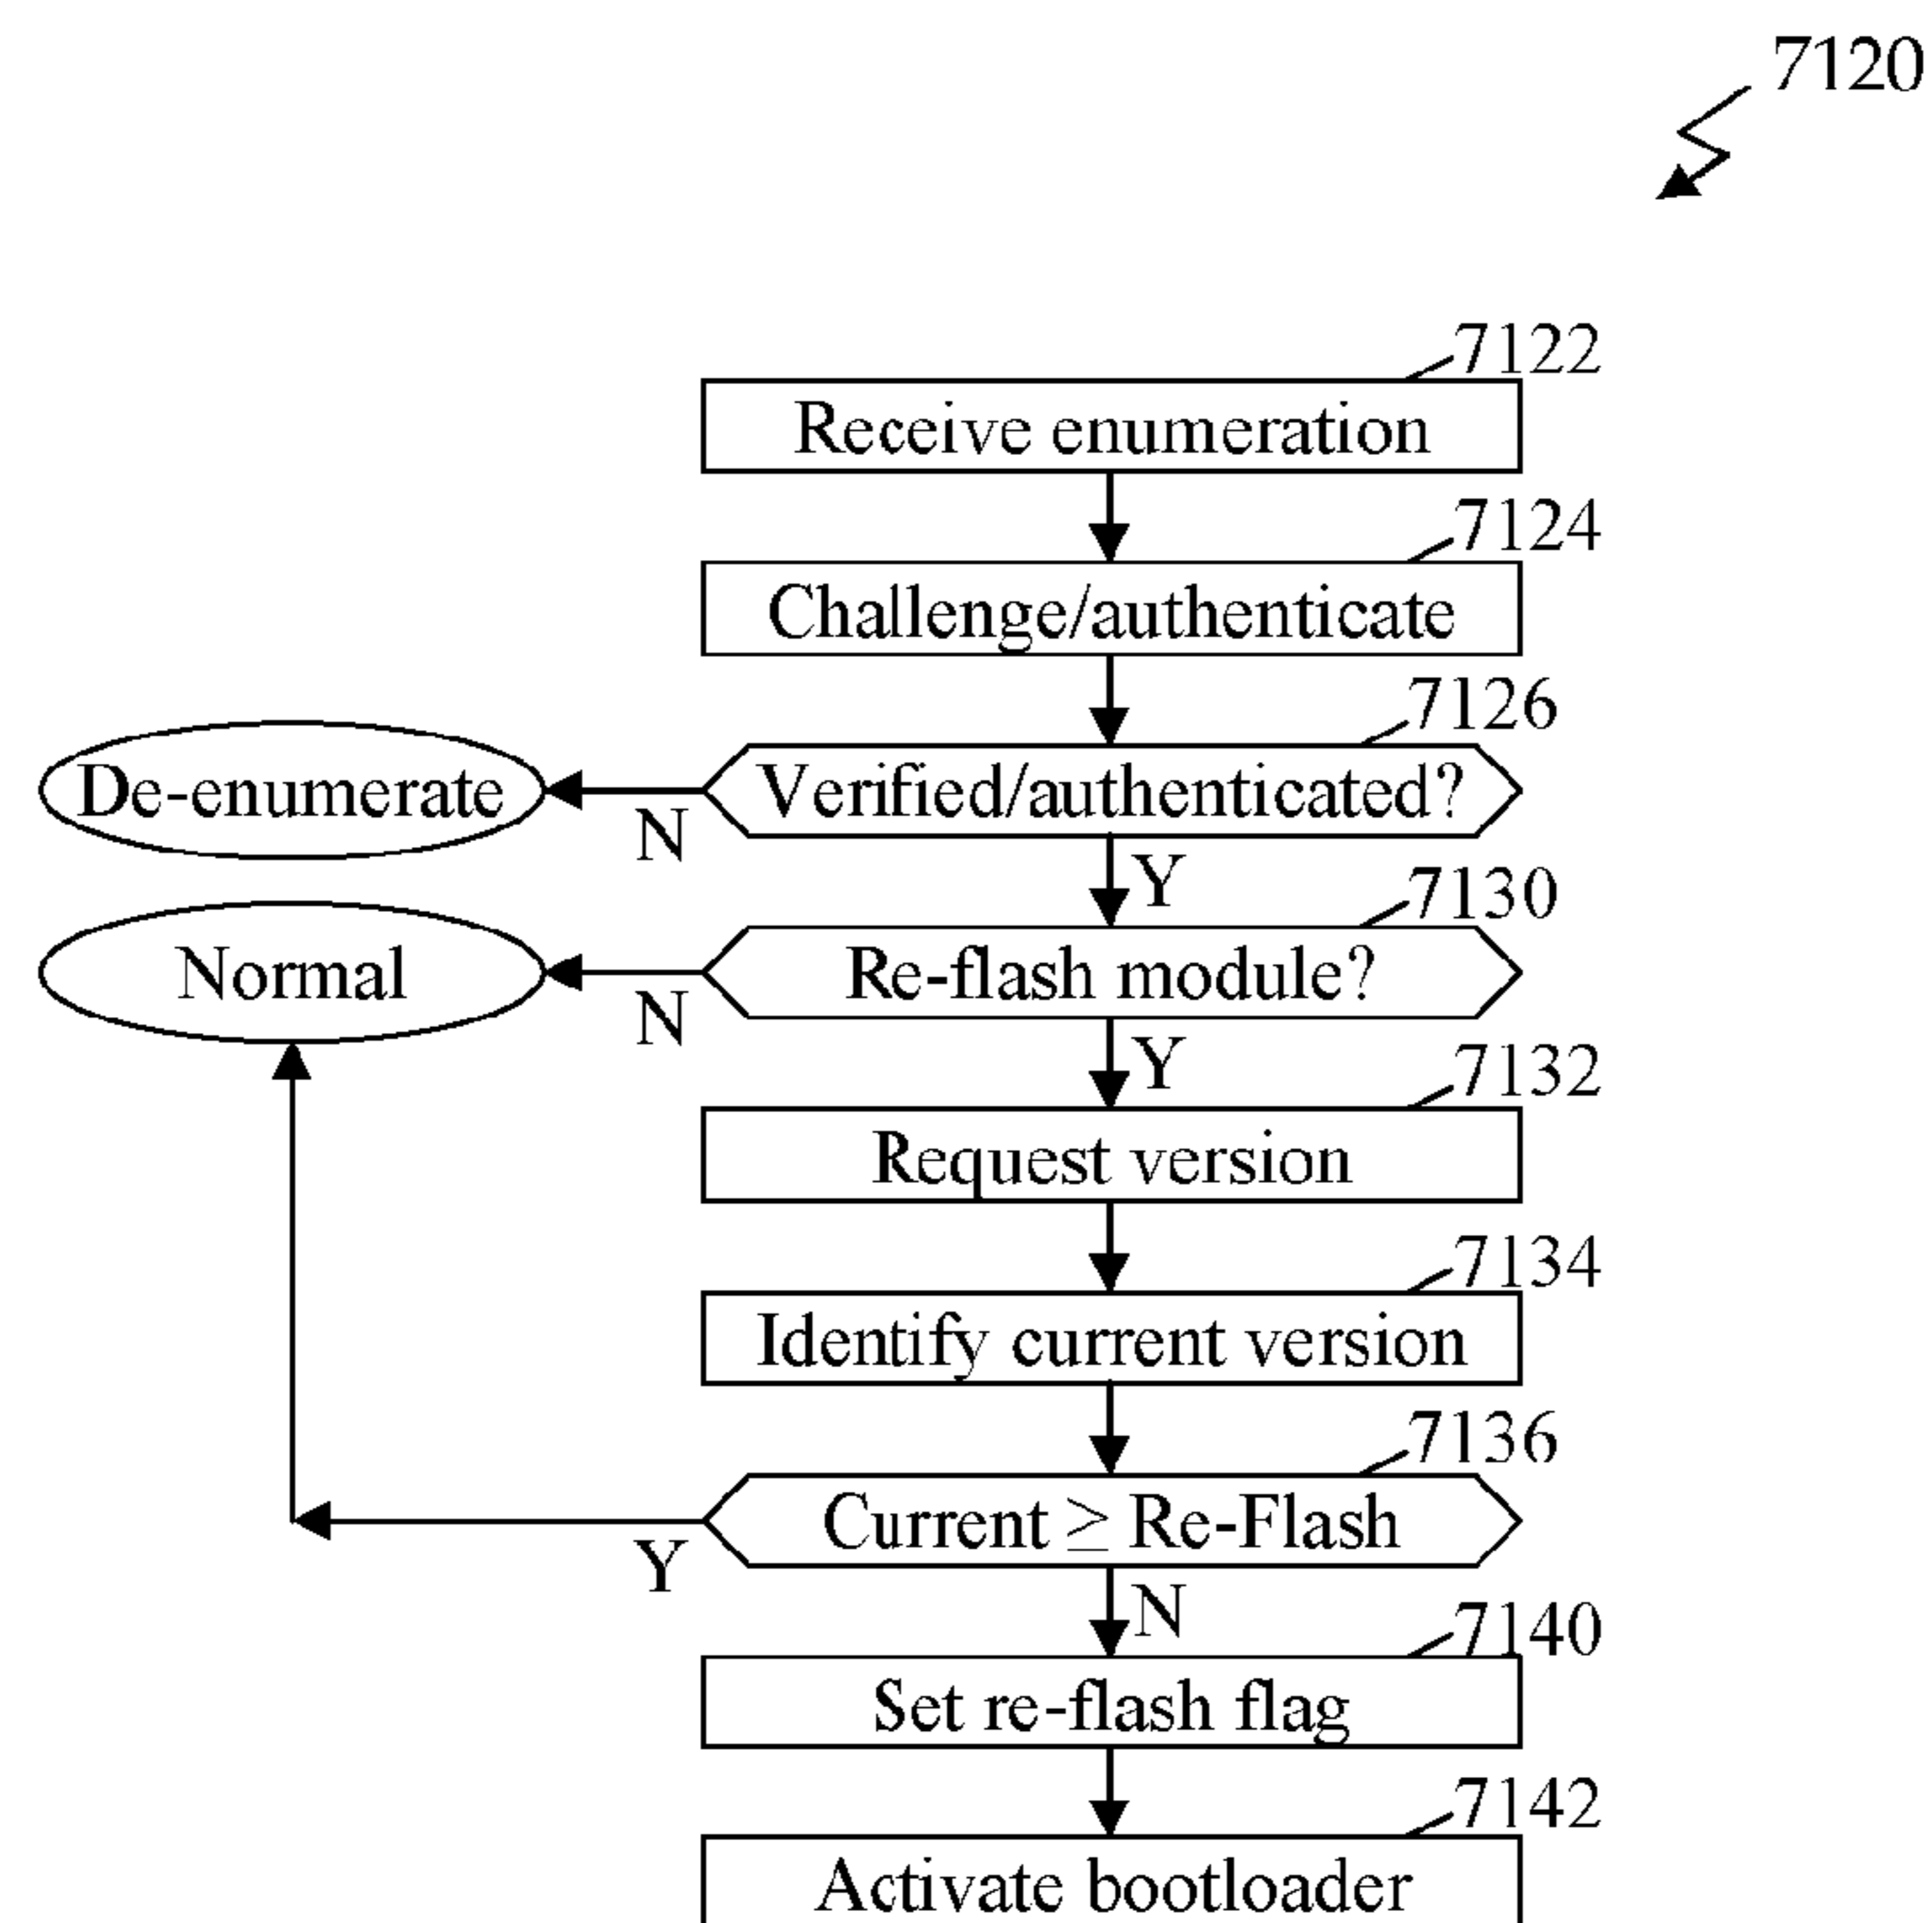 7120
7122
Receive enumeration
7124
Challenge/authenticate
7126
De-enumerate
Verified/authenticated?
N
Y
7130
Normal
Re-flash module?
N
Y
7132
Request version
7134
Identify current version
7136
Current ≥ Re-Flash
Y
N
7140
Set re-flash flag
7142
Activate bootloader